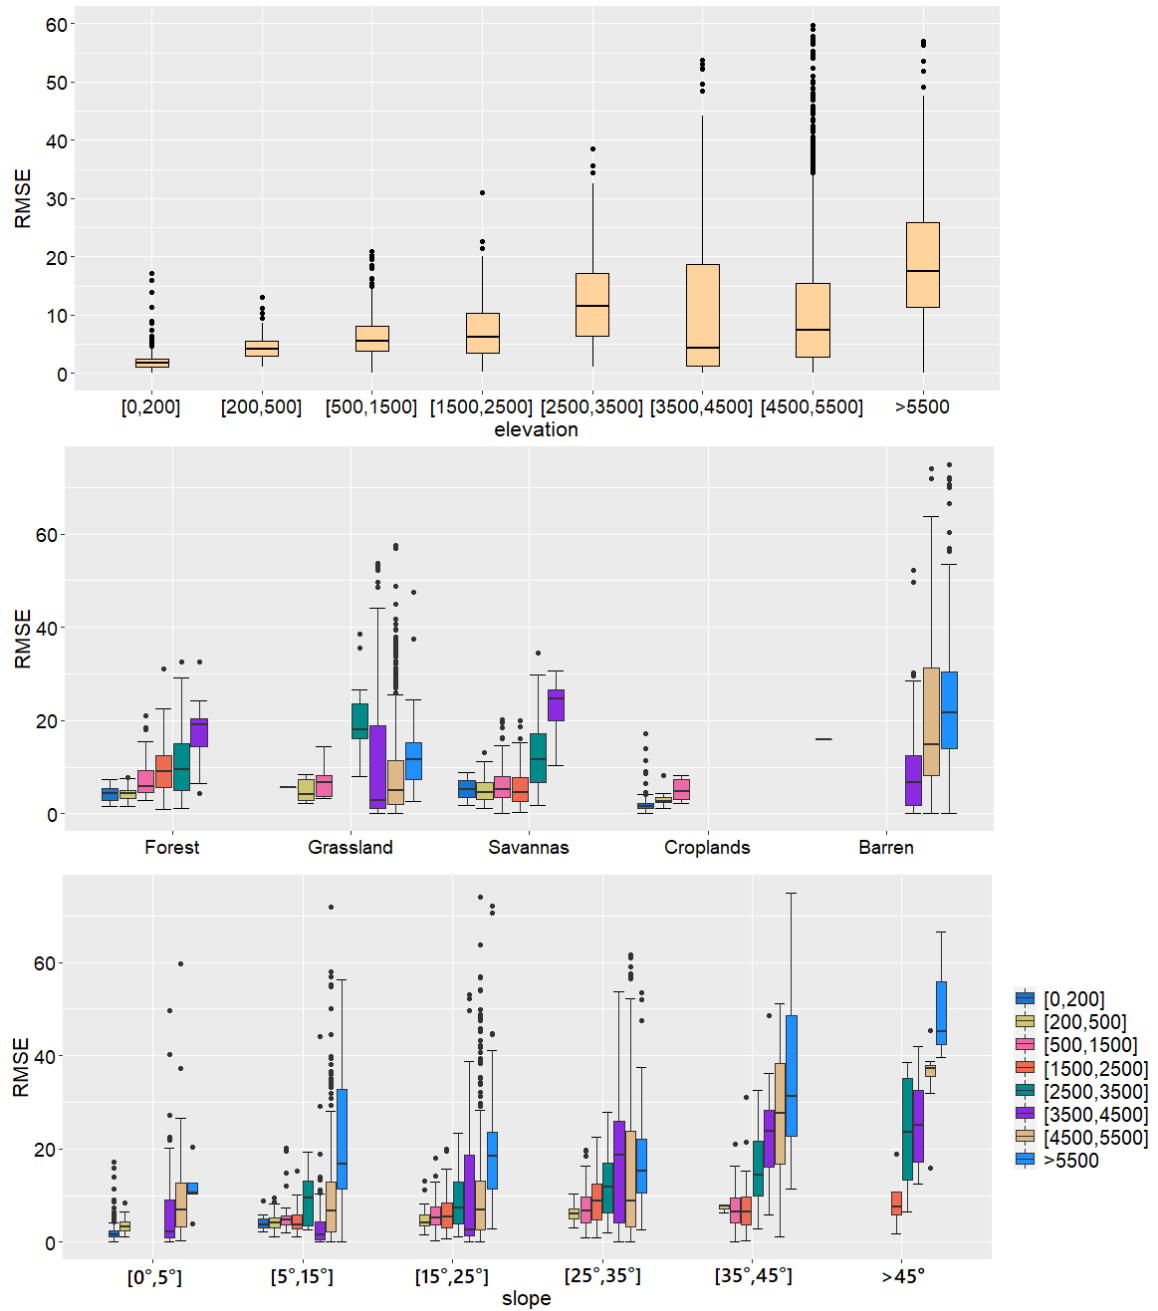 60
50
40
30
20
10
0
RMSE
[0,200] [200,500] [500,1500] [1500,2500] [2500,3500] [3500,4500] [4500,5500] >5500
elevation
60
40
20
0
RMSE
Forest Grassland Savannas Croplands Barren
60
40
20
0
RMSE
[0°,5°] [5°,15°] [15°,25°] [25°,35°] [35°,45°] >45°
slope
[0,200]
[200,500]
[500,1500]
[1500,2500]
[2500,3500]
[3500,4500]
[4500,5500]
>5500